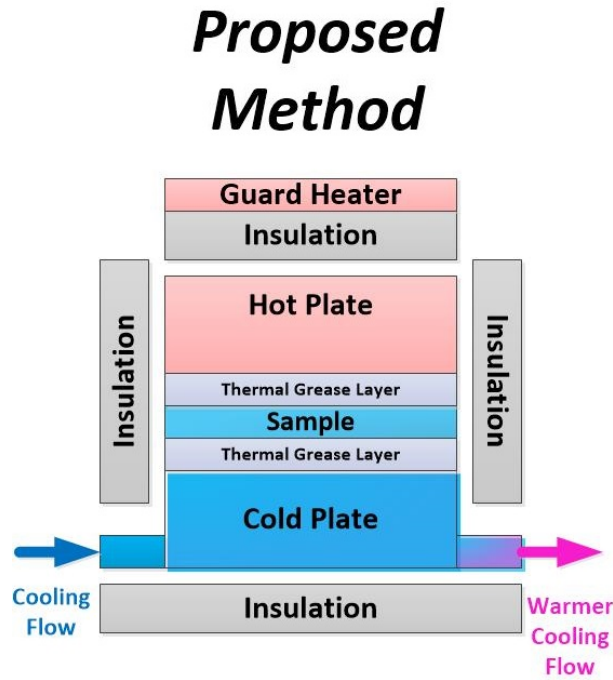 Proposed
Method
Guard Heater
Insulation
Insulation
Hot Plate
Insulation
Thermal Grease Layer
Sample
Thermal Grease Layer
Cold Plate
Cooling
Flow
Insulation
Warmer
Cooling
Flow